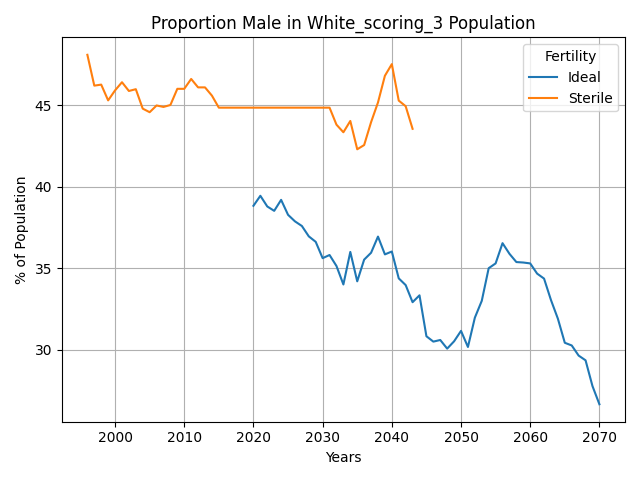 Proportion Male in White_scoring_3 Population
Fertility
Ideal
Sterile
% of Population
45
40
35
30
2000 2010 2020 2030 2040 2050 2060 2070
Years